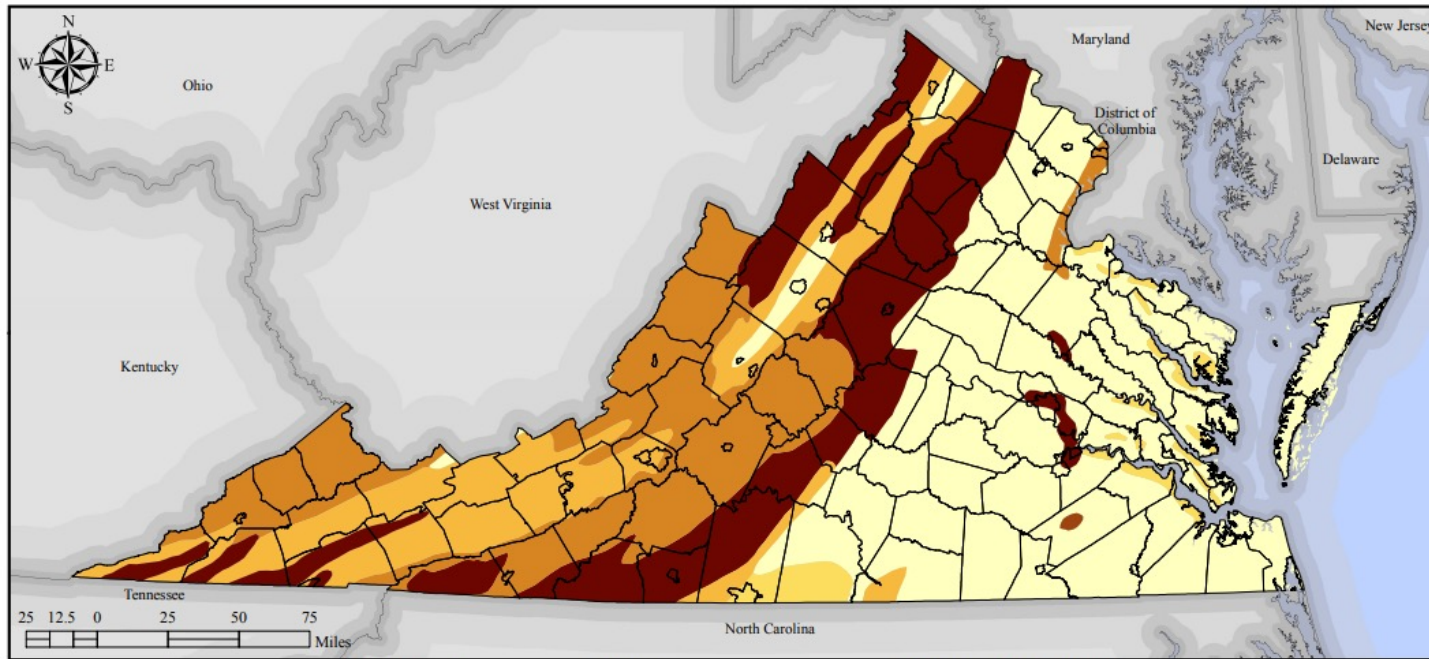 N
W E
S
Ohio
Maryland
New Jersey
District of
Columbia
Delaware
West Virginia
Kentucky
Tennessee
North Carolina
25 12.5 0 25 50 75
Miles